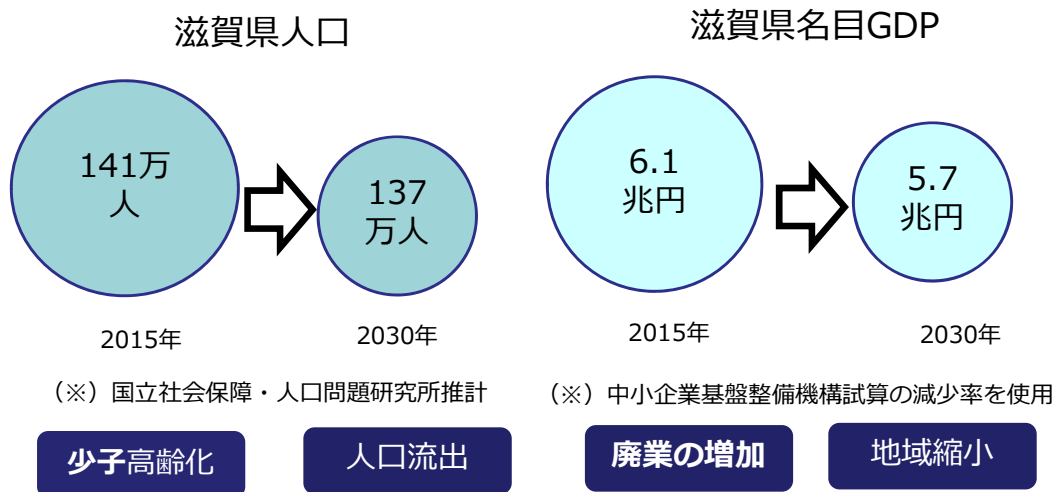 滋賀県人口
141万
人
137
万人
2015年
2030年
（※）国立社会保障・人口問題研究所推計
少子高齢化
人口流出
滋賀県名目GDP
6.1
兆円
5.7
兆円
2015年
2030年
（※）中小企業基盤整備機構試算の減少率を使用
廃業の増加
地域縮小